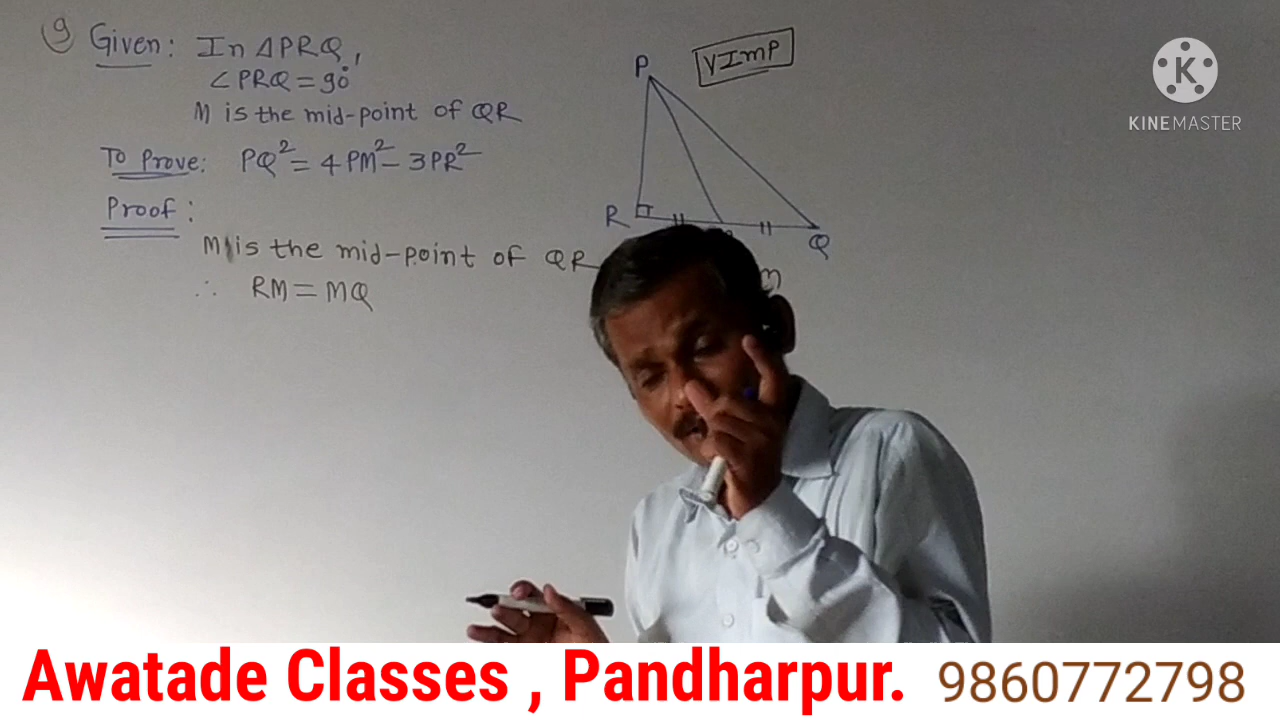 9 Given: In △PRQ,
∠PRQ = 90°
M is the mid-point of QR
To Prove: PQ² = 4PM² - 3PR²
Proof:
M is the mid-point of QR
∴ RM = MQ
VImP
P
R
Q
K
KINEMASTER
Awatade Classes , Pandharpur. 9860772798